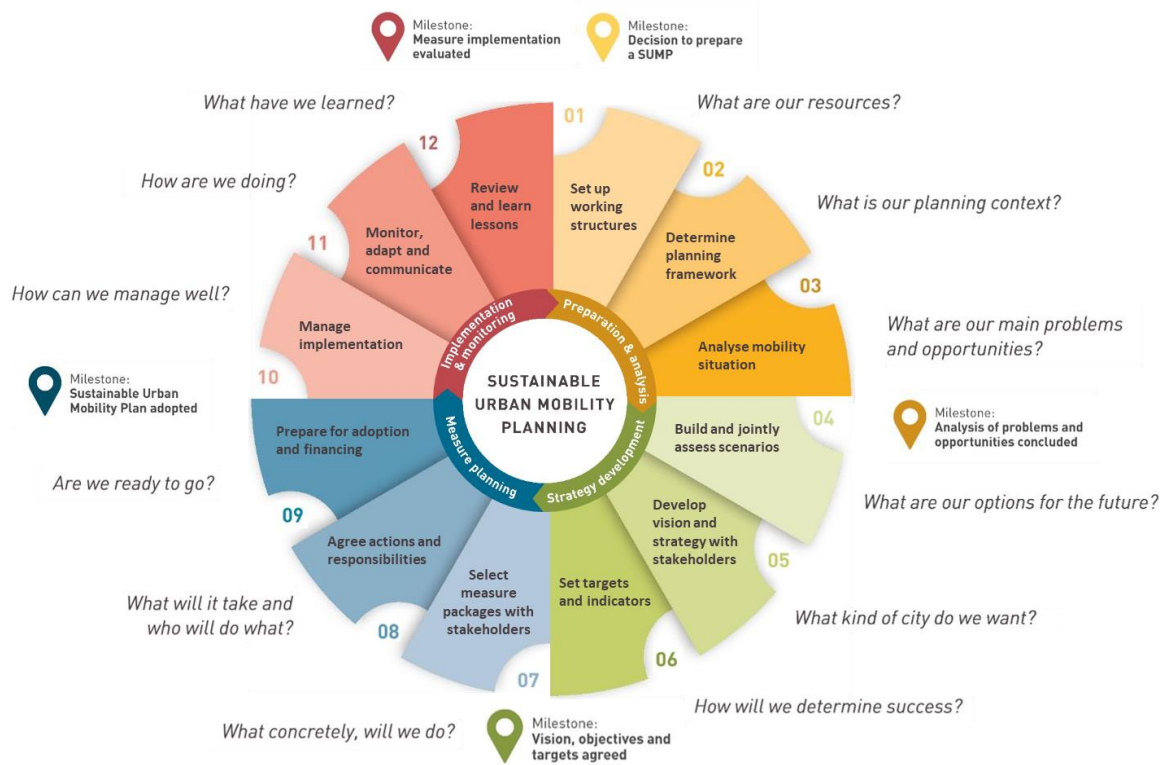 Milestone:
Measure implementation
evaluated
Milestone:
Decision to prepare
a SUMP
What have we learned?
What are our resources?
How are we doing?
What is our planning context?
How can we manage well?
What are our main problems
and opportunities?
Milestone:
Sustainable Urban
Mobility Plan adopted
Milestone:
Analysis of problems and
opportunities concluded
Are we ready to go?
What are our options for the future?
What will it take and
who will do what?
What kind of city do we want?
What concretely, will we do?
How will we determine success?
Milestone:
Vision, objectives and
targets agreed
01
Set up
working
structures
02
Determine
planning
framework
03
Analyse mobility
situation
04
Build and jointly
assess scenarios
05
Develop
vision and
strategy with
stakeholders
06
Set targets
and indicators
07
Select
measure
packages with
stakeholders
08
Agree actions and
responsibilities
09
Prepare for adoption
and financing
10
Manage
implementation
11
Monitor,
adapt and
communicate
12
Review
and learn
lessons
Preparation & analysis
Strategy development
Measure planning
Implementation
& monitoring
SUSTAINABLE
URBAN MOBILITY
PLANNING